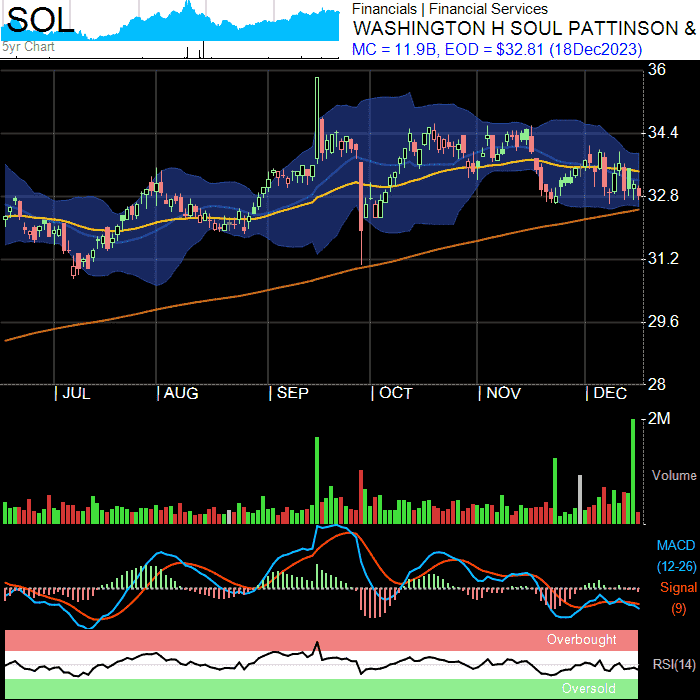 SOL
5yr Chart
Financials | Financial Services
WASHINGTON H SOUL PATTINSON &
MC = 11.9B, EOD = $32.81 (18Dec2023)
36
34.4
32.8
31.2
29.6
28
JUL AUG SEP OCT NOV DEC
2M
Volume
MACD
(12-26)
Signal
(9)
Overbought
RSI(14)
Oversold